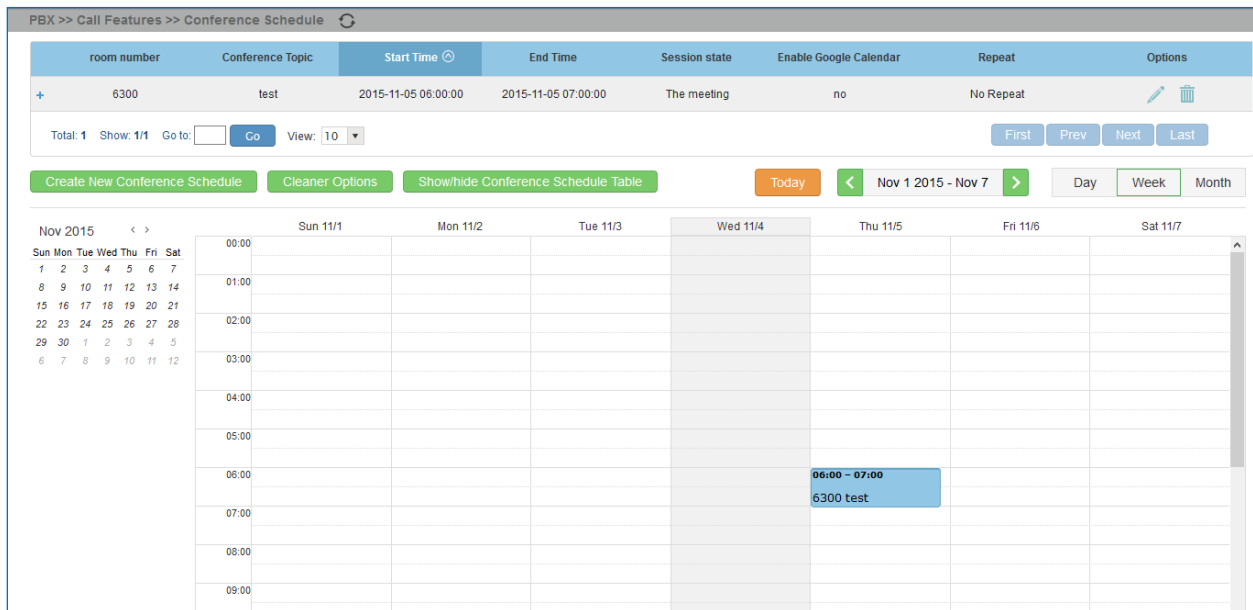 PBX >> Call Features >> Conference Schedule
room number Conference Topic Start Time End Time Session state Enable Google Calendar Repeat Options
+ 6300 test 2015-11-05 06:00:00 2015-11-05 07:00:00 The meeting no No Repeat
Total: 1 Show: 1/1 Go to: Go View: 10 First Prev Next Last
Create New Conference Schedule Cleaner Options Show/hide Conference Schedule Table Today < Nov 1 2015 - Nov 7 > Day Week Month
Nov 2015 < > Sun 11/1 Mon 11/2 Tue 11/3 Wed 11/4 Thu 11/5 Fri 11/6 Sat 11/7
Sun Mon Tue Wed Thu Fri Sat
1 2 3 4 5 6 7
8 9 10 11 12 13 14
15 16 17 18 19 20 21
22 23 24 25 26 27 28
29 30 1 2 3 4 5
6 7 8 9 10 11 12
00:00
01:00
02:00
03:00
04:00
05:00
06:00
06:00 – 07:00
6300 test
07:00
08:00
09:00